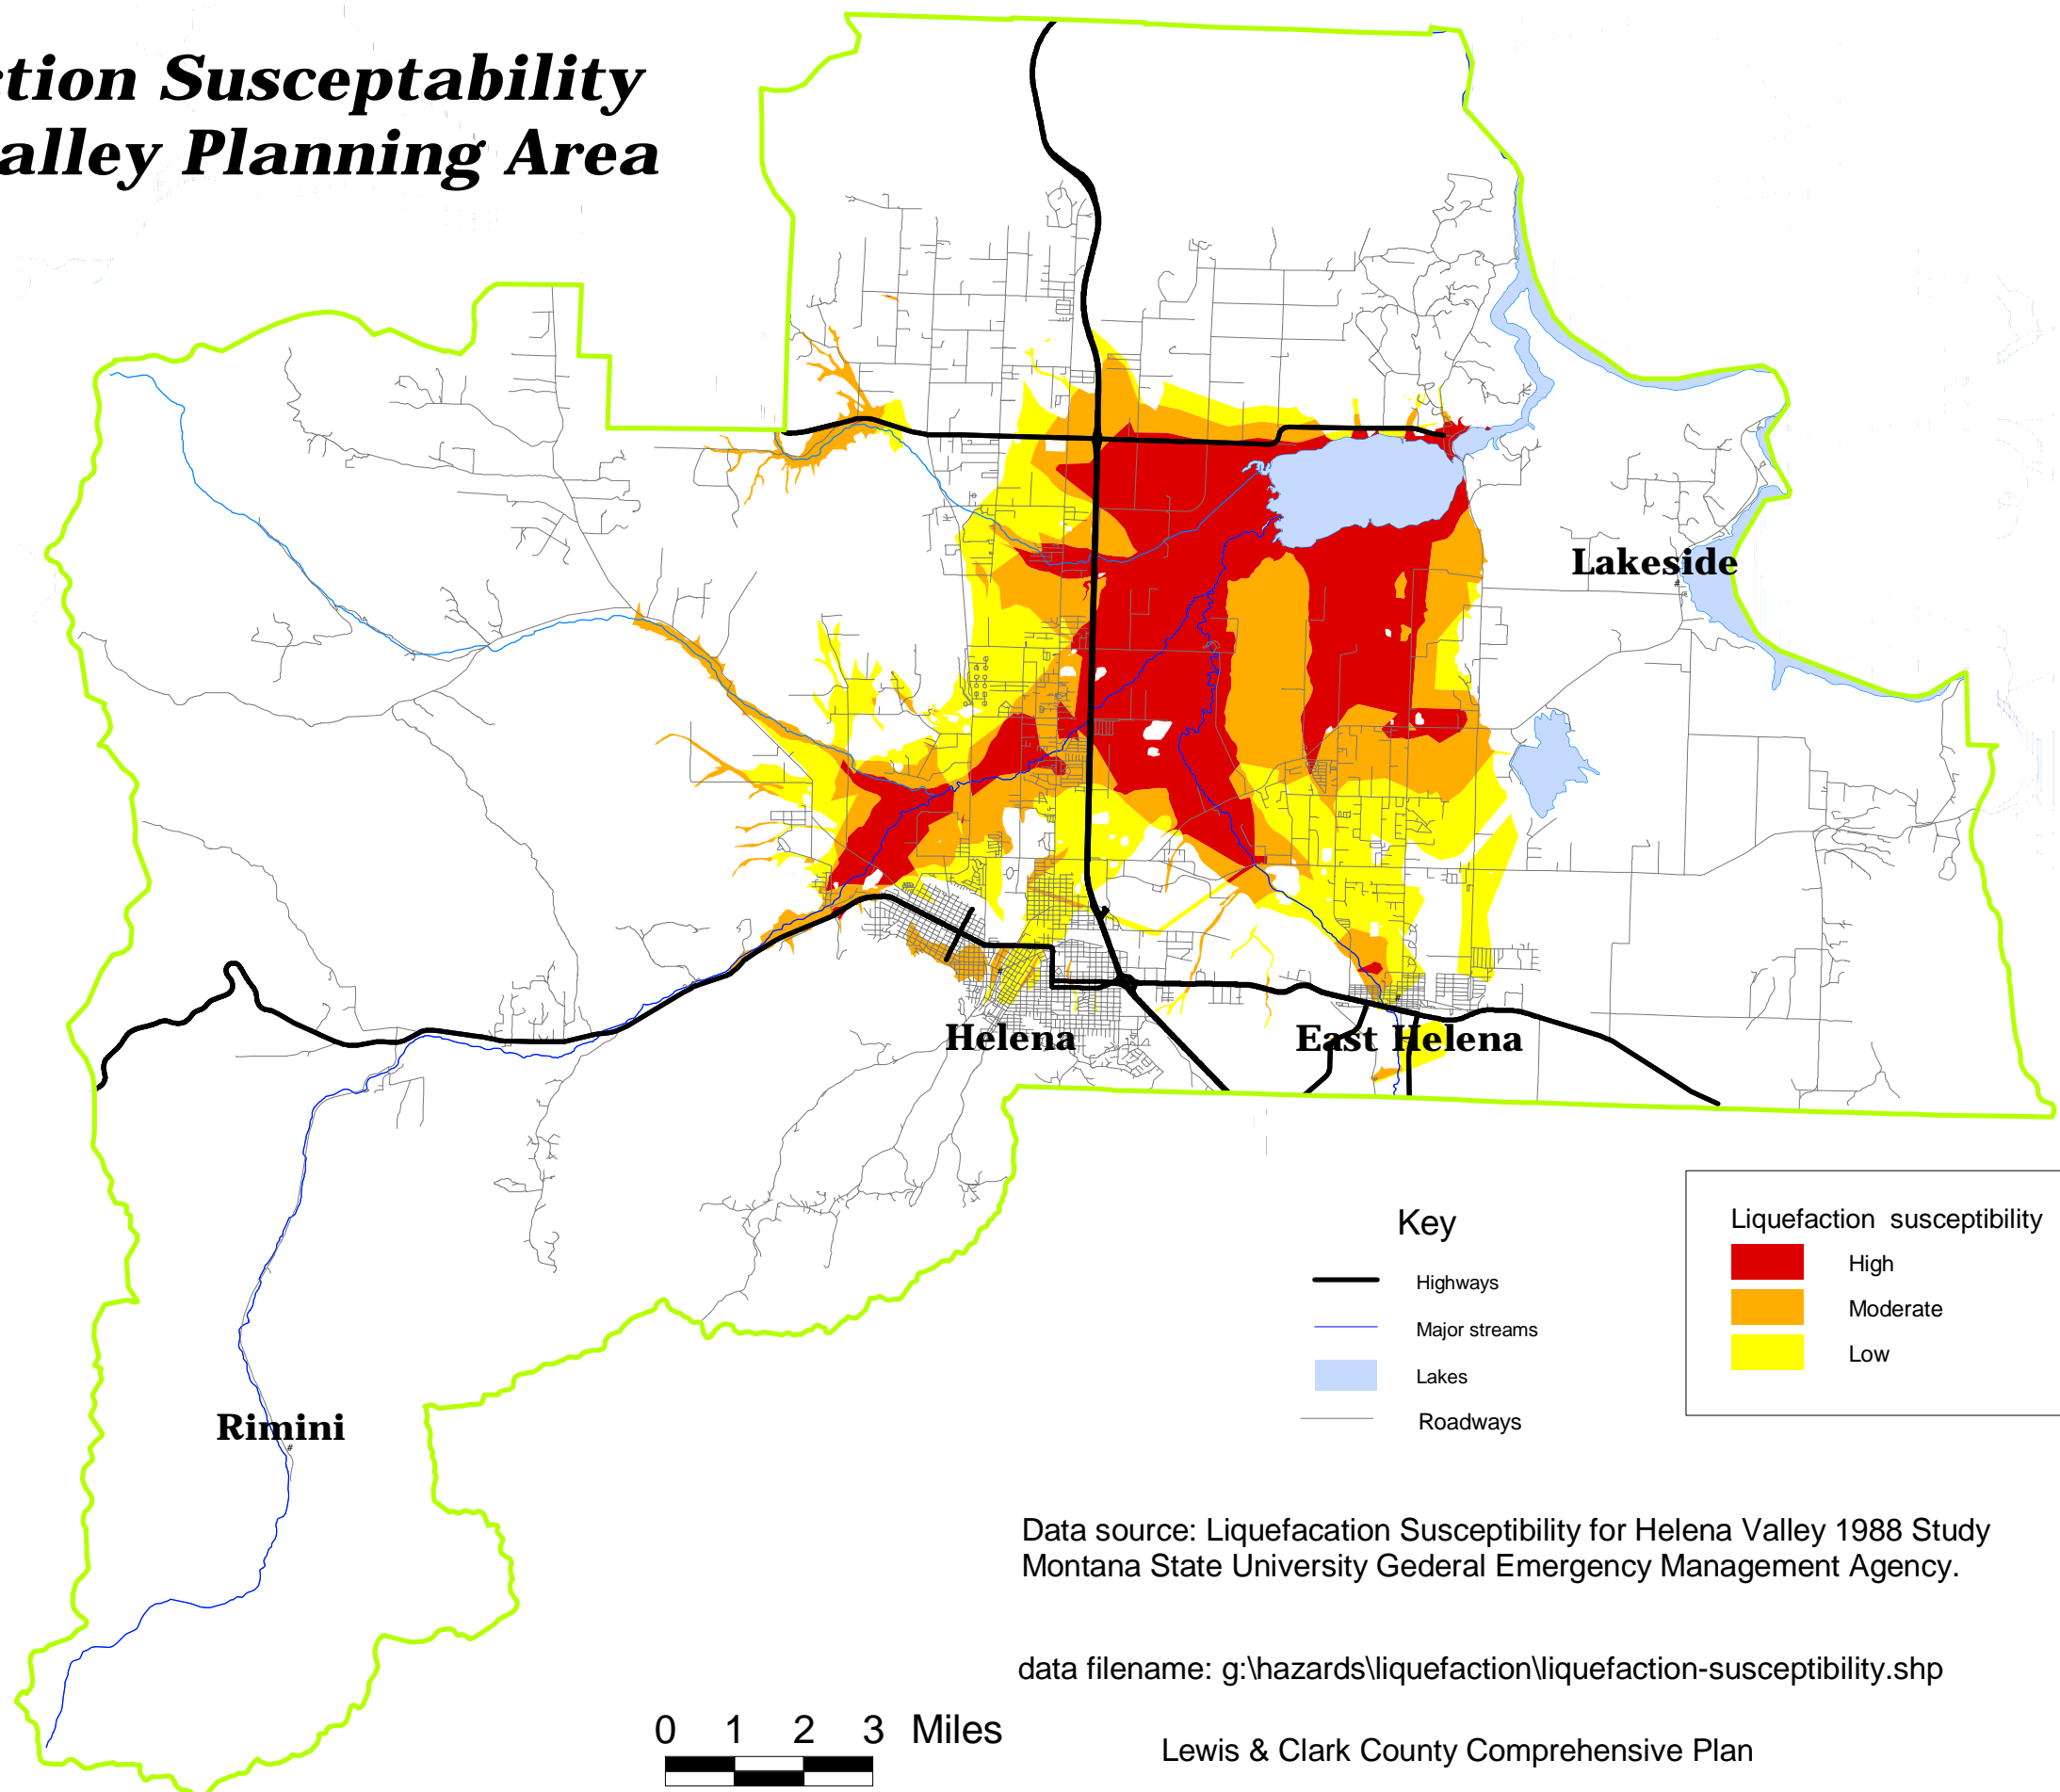 tion Susceptability
alley Planning Area
Lakeside
Helena
East Helena
Rimini
Key
Highways
Major streams
Lakes
Roadways
Liquefaction susceptibility
High
Moderate
Low
Data source: Liquefacation Susceptibility for Helena Valley 1988 Study
Montana State University Gederal Emergency Management Agency.
data filename: g:\hazards\liquefaction\liquefaction-susceptibility.shp
0 1 2 3 Miles
Lewis & Clark County Comprehensive Plan